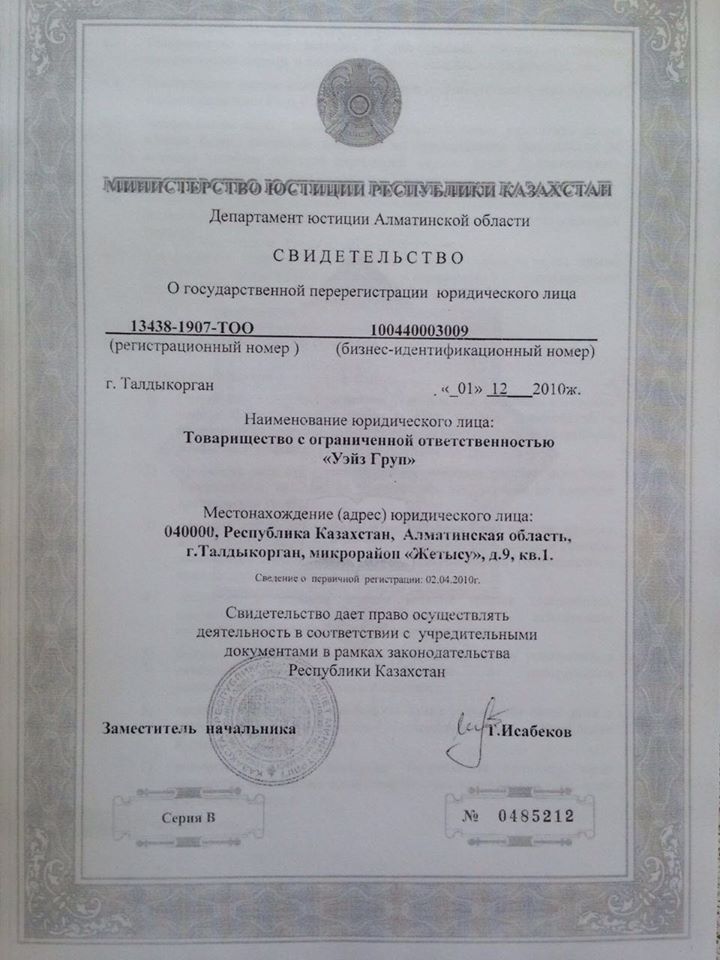 МИНИСТЕРСТВО ЮСТИЦИИ РЕСПУБЛИКИ КАЗАХСТАН
Департамент юстиции Алматинской области
СВИДЕТЕЛЬСТВО
О государственной перерегистрации юридического лица
13438-1907-ТОО 100440003009
(регистрационный номер ) (бизнес-идентификационный номер)
г. Талдыкорган . «_01» 12 2010ж.
Наименование юридического лица:
Товарищество с ограниченной ответственностью
«Уэйз Груп»
Местонахождение (адрес) юридического лица:
040000, Республика Казахстан, Алматинская область,
г.Талдыкорган, микрорайон «Жетысу», д.9, кв.1.
Сведение о первичной регистрации: 02.04.2010г.
Свидетельство дает право осуществлять
деятельность в соответствии с учредительными
документами в рамках законодательства
Республики Казахстан
Заместитель начальника Т.Исабеков
Серия В № 0485212